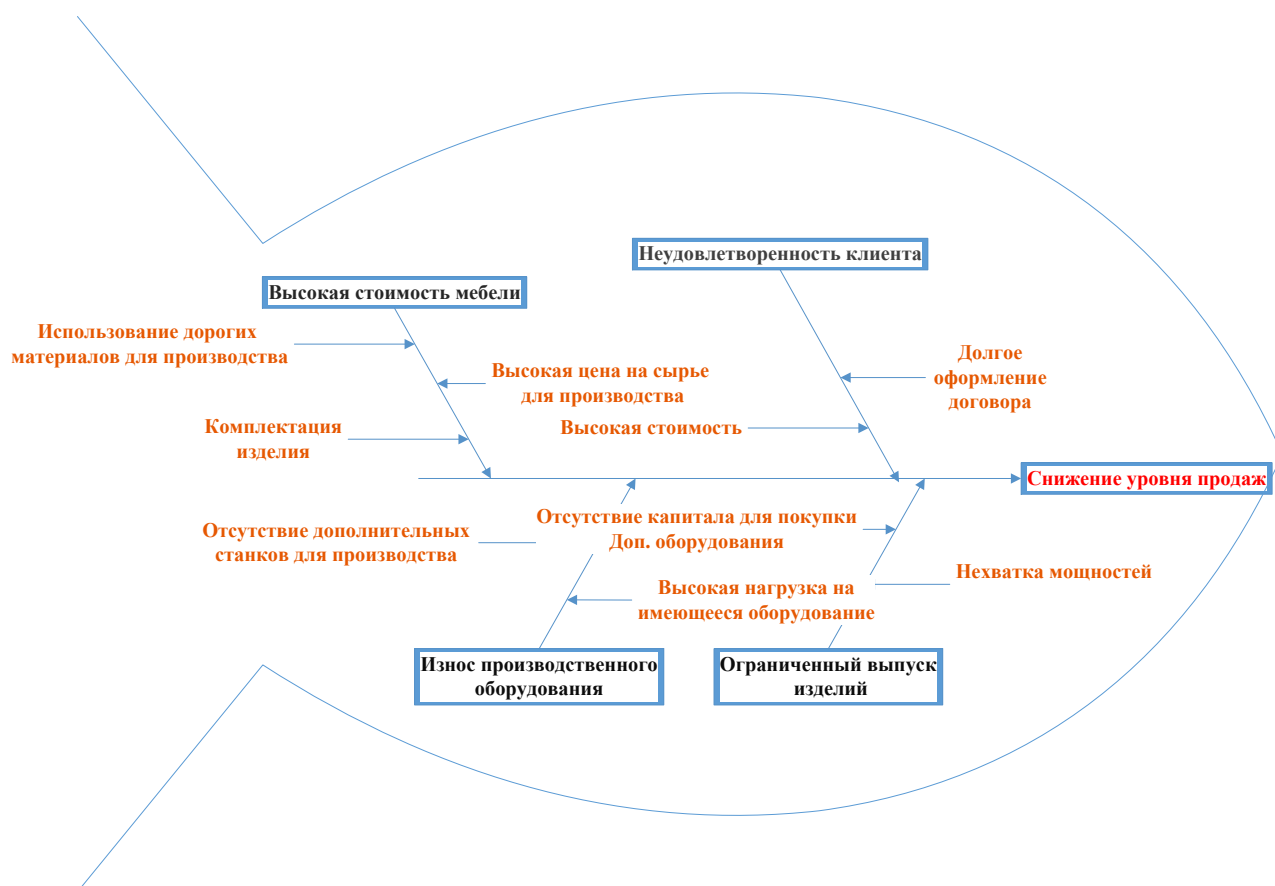 Неудовлетворенность клиента
Высокая стоимость мебели
Использование дорогих
материалов для производства
Высокая цена на сырье
для производства
Долгое
оформление
договора
Комплектация
изделия
Высокая стоимость
Снижение уровня продаж
Отсутствие дополнительных
станков для производства
Отсутствие капитала для покупки
Доп. оборудования
Нехватка мощностей
Высокая нагрузка на
имеющееся оборудование
Износ производственного
оборудования
Ограниченный выпуск
изделий